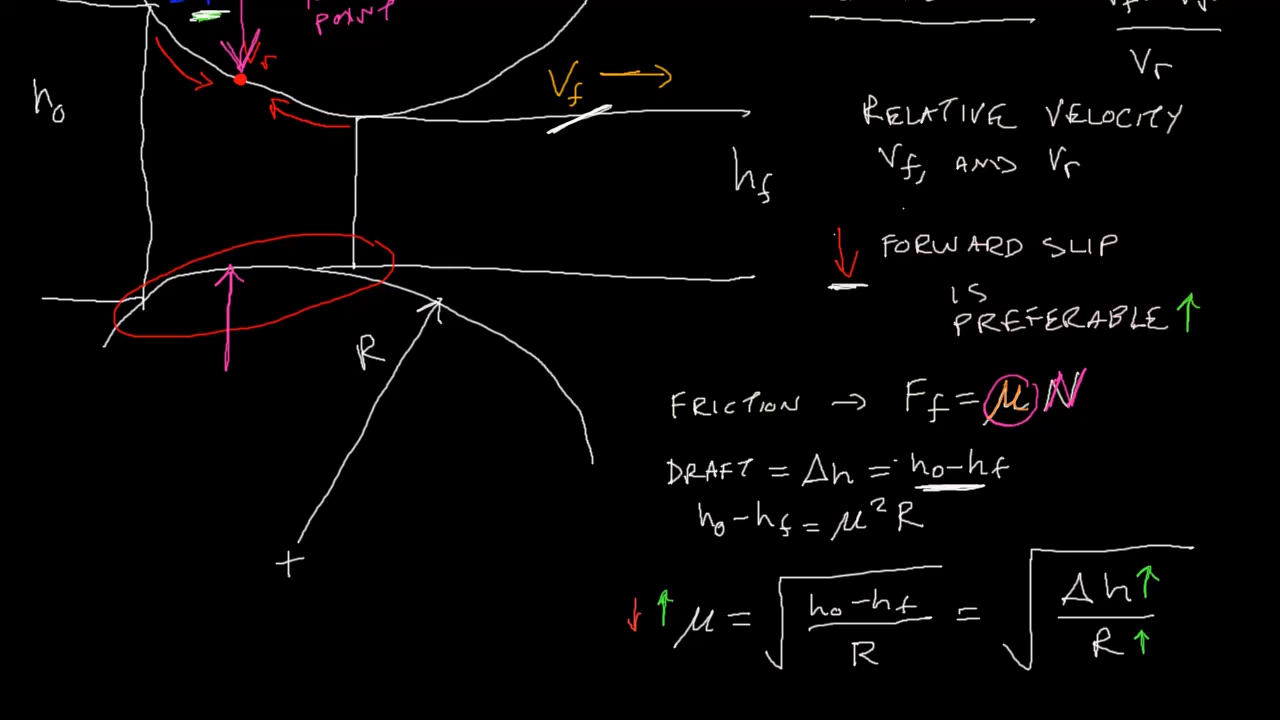 POINT
Vr
h₀
Vf →
hf
R
Vr
RELATIVE VELOCITY
Vf, AND Vr
↓ FORWARD SLIP
IS
PREFERABLE ↑
FRICTION → Ff = μN
DRAFT = Δh = h₀-hf
h₀-hf = μ²R
↓ ↑ μ = √((h₀-hf)/R) = √(Δh↑/R↑)